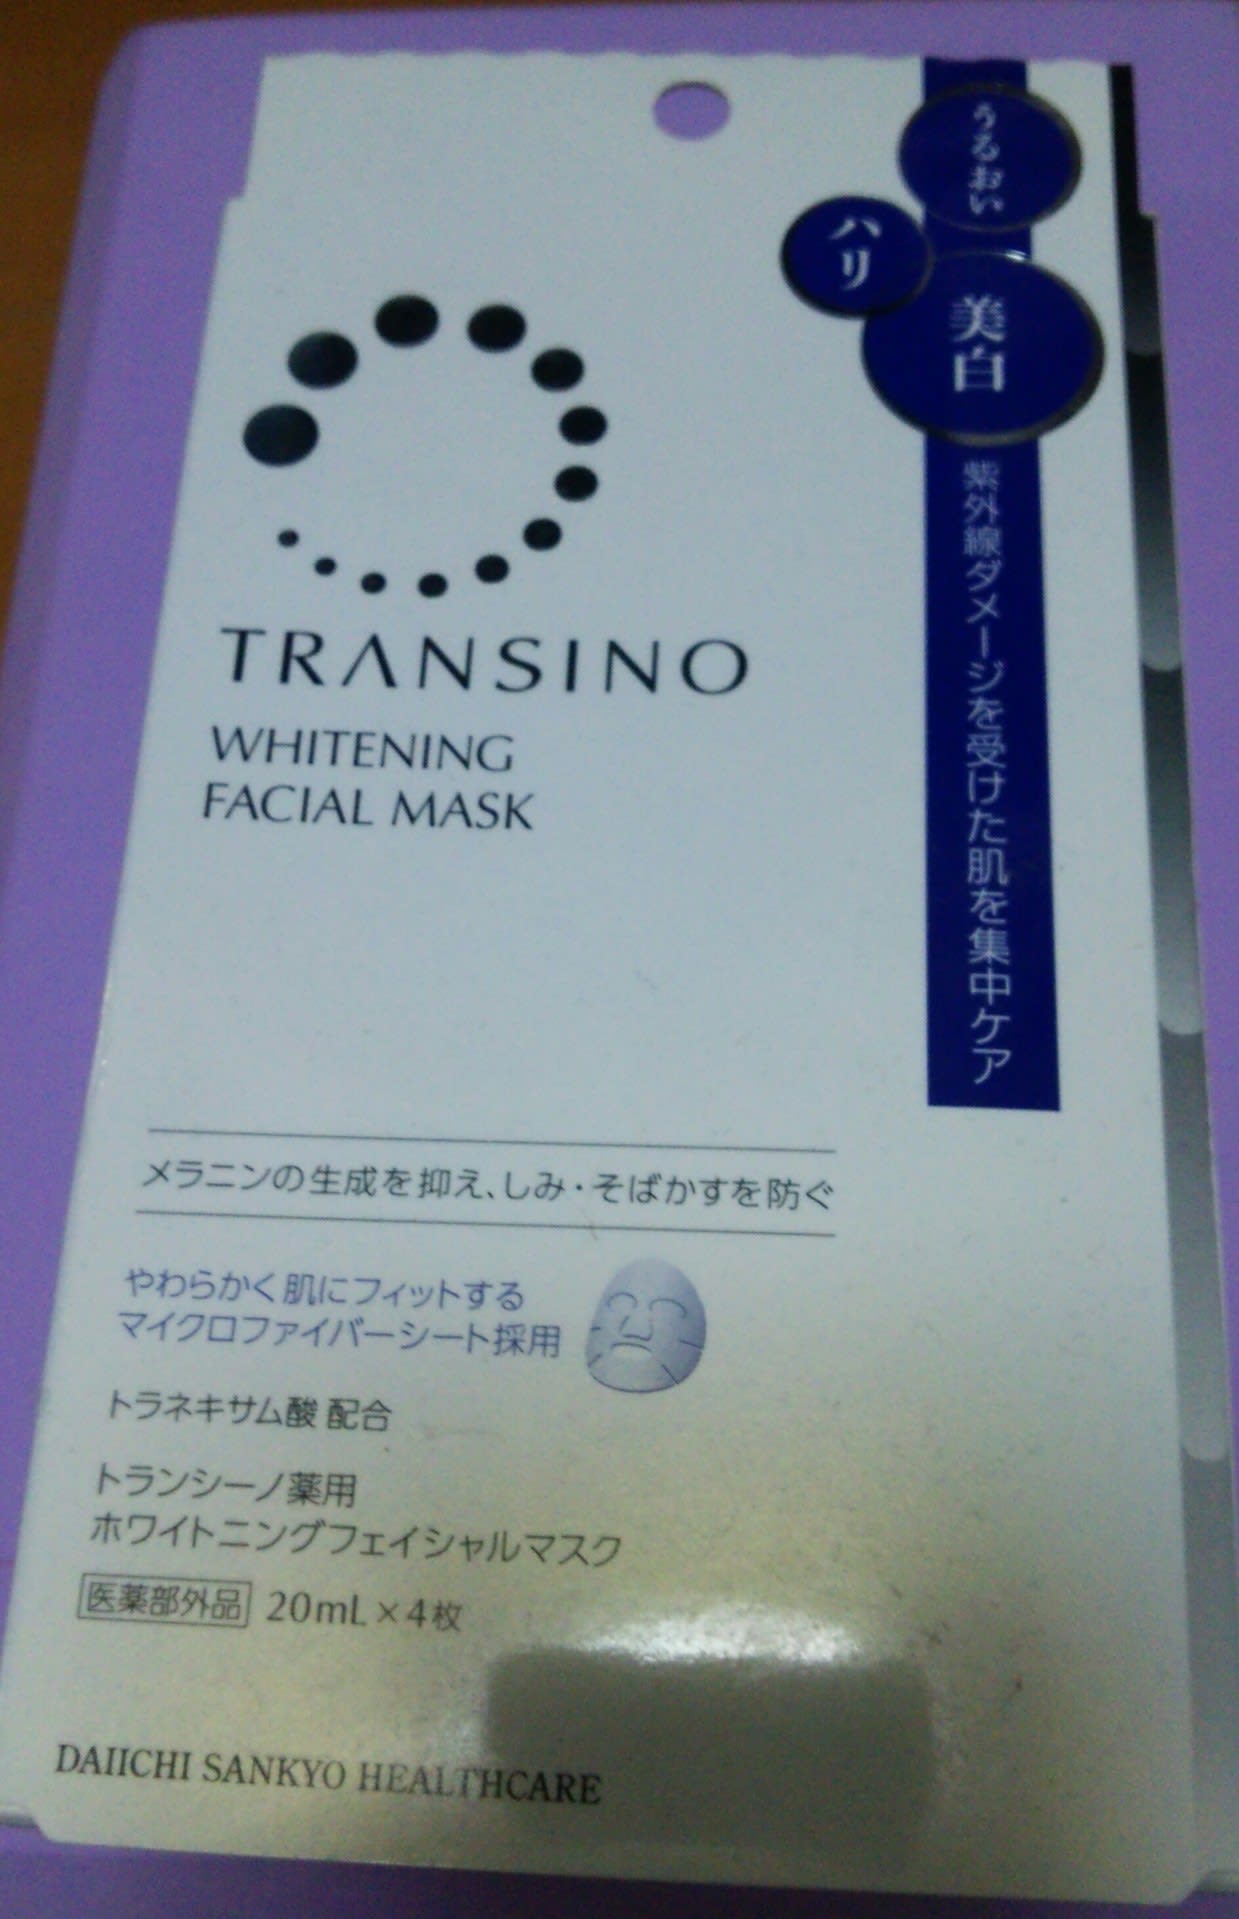 うるおい
ハリ
美白
紫外線ダメージを受けた肌を集中ケア
TRANSINO
WHITENING
FACIAL MASK
メラニンの生成を抑え、しみ・そばかすを防ぐ
やわらかく肌にフィットする
マイクロファイバーシート採用
トラネキサム酸 配合
トランシーノ薬用
ホワイトニングフェイシャルマスク
医薬部外品 20mL×4枚
DAIICHI SANKYO HEALTHCARE